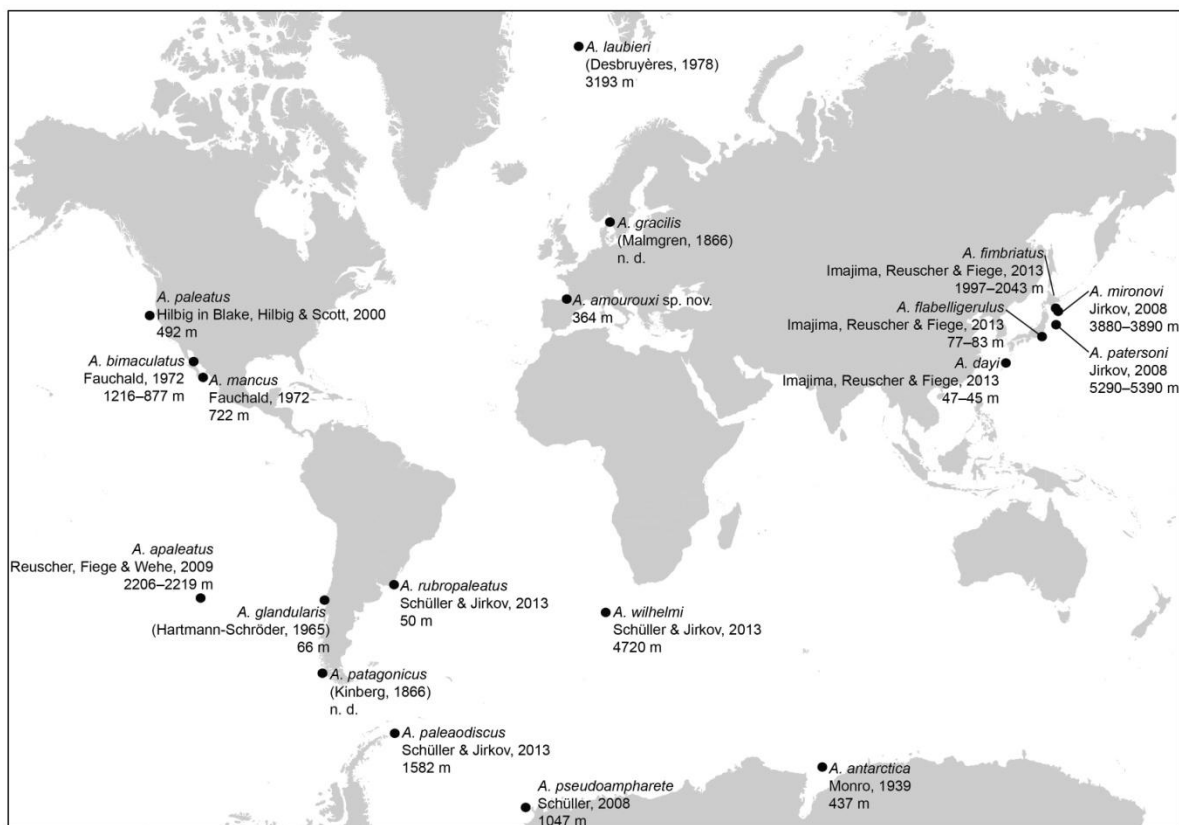 A. laubieri
(Desbruyères, 1978)
3193 m
A. gracilis
(Malmgren, 1866)
n. d.
A. amourouxi sp. nov.
364 m
A. fimbriatus
Imajima, Reuscher & Fiege, 2013
1997–2043 m
A. mironovi
Jirkov, 2008
3880–3890 m
A. flabelligerulus
Imajima, Reuscher & Fiege, 2013
77–83 m
A. patersoni
Jirkov, 2008
5290–5390 m
A. dayi
Imajima, Reuscher & Fiege, 2013
47–45 m
A. paleatus
Hilbig in Blake, Hilbig & Scott, 2000
492 m
A. bimaculatus
Fauchald, 1972
1216–877 m
A. mancus
Fauchald, 1972
722 m
A. apaleatus
Reuscher, Fiege & Wehe, 2009
2206–2219 m
A. glandularis
(Hartmann-Schröder, 1965)
66 m
A. rubropaleatus
Schüller & Jirkov, 2013
50 m
A. wilhelmi
Schüller & Jirkov, 2013
4720 m
A. patagonicus
(Kinberg, 1866)
n. d.
A. paleaodiscus
Schüller & Jirkov, 2013
1582 m
A. pseudoampharete
Schüller, 2008
1047 m
A. antarctica
Monro, 1939
437 m